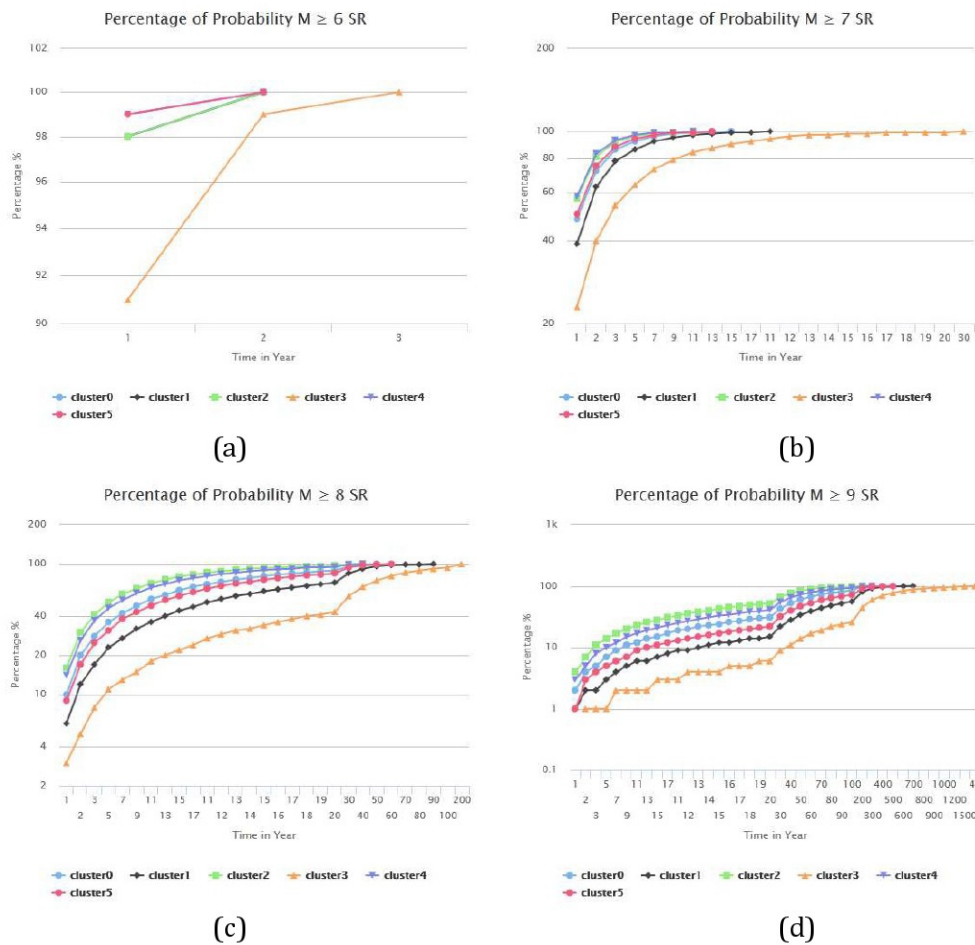 Percentage of Probability M ≥ 6 SR
102
100
98
96
94
92
90
Percentage %
1 2 3
Time in Year
cluster0 cluster1 cluster2 cluster3 cluster4
cluster5
(a)
Percentage of Probability M ≥ 7 SR
200
100
80
60
40
20
Percentage %
1 2 3 5 7 9 11 13 15 17 11 12 13 14 15 16 17 18 19 20 30
Time in Year
cluster0 cluster1 cluster2 cluster3 cluster4
cluster5
(b)
Percentage of Probability M ≥ 8 SR
200
100
40
20
10
4
2
Percentage %
1 3 7 11 15 11 13 15 17 19 30 50 70 90 200
2 5 9 13 17 12 14 16 18 20 40 60 80 100
Time in Year
cluster0 cluster1 cluster2 cluster3 cluster4
cluster5
(c)
Percentage of Probability M ≥ 9 SR
1k
100
10
1
0.1
Percentage %
1 5 11 17 13 16 19 40 70 100 400 700 1000 4
2 7 13 11 14 17 20 50 80 200 500 800 1200
3 9 15 12 15 18 30 60 90 300 600 900 1500
Time in Year
cluster0 cluster1 cluster2 cluster3 cluster4
cluster5
(d)